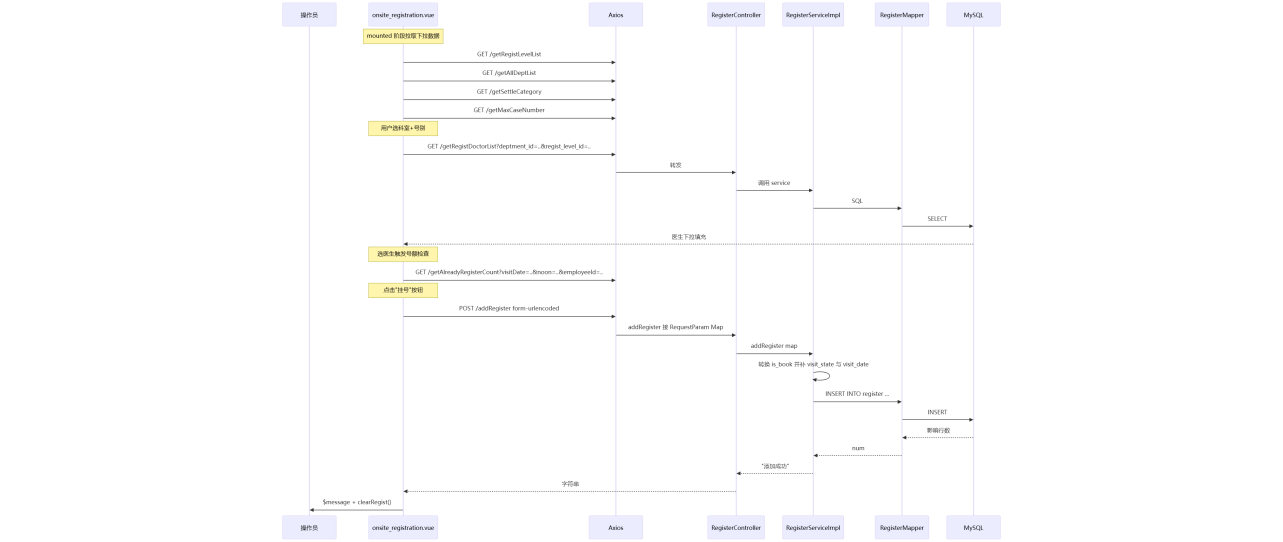 操作员
onsite_registration.vue
Axios
RegisterController
RegisterServiceImpl
RegisterMapper
MySQL
mounted 阶段拉取下拉数据
GET /getRegistLevelList
GET /getAllDeptList
GET /getSettleCategory
GET /getMaxCaseNumber
用户选科室+号别
GET /getRegistDoctorList?deptment_id=..&regist_level_id=..
转发
调用 service
SQL
SELECT
医生下拉填充
选医生触发号额检查
GET /getAlreadyRegisterCount?visitDate=..&noon=..&employeeId=..
点击"挂号"按钮
POST /addRegister form-urlencoded
addRegister 接 RequestParam Map
addRegister map
转换 is_book 并补 visit_state 与 visit_date
INSERT INTO register ...
INSERT
影响行数
num
"添加成功"
字符串
$message + clearRegist()
操作员
onsite_registration.vue
Axios
RegisterController
RegisterServiceImpl
RegisterMapper
MySQL